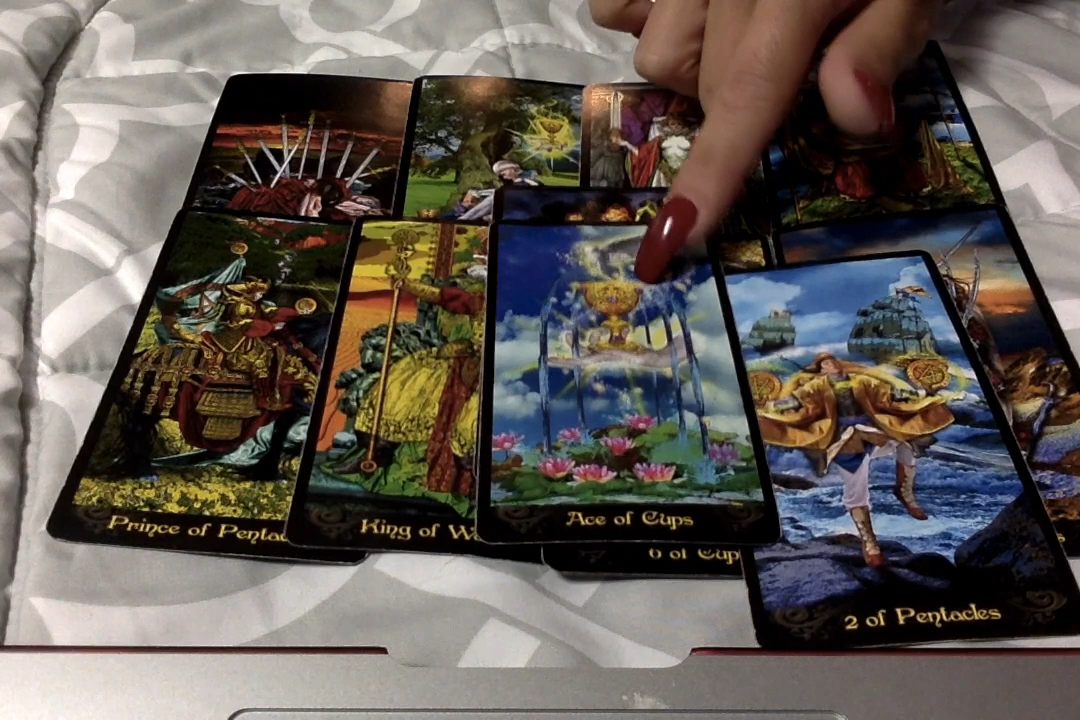 Prince of Pentac
King of W
Ace of Cups
6 of Cup
2 of Pentacles